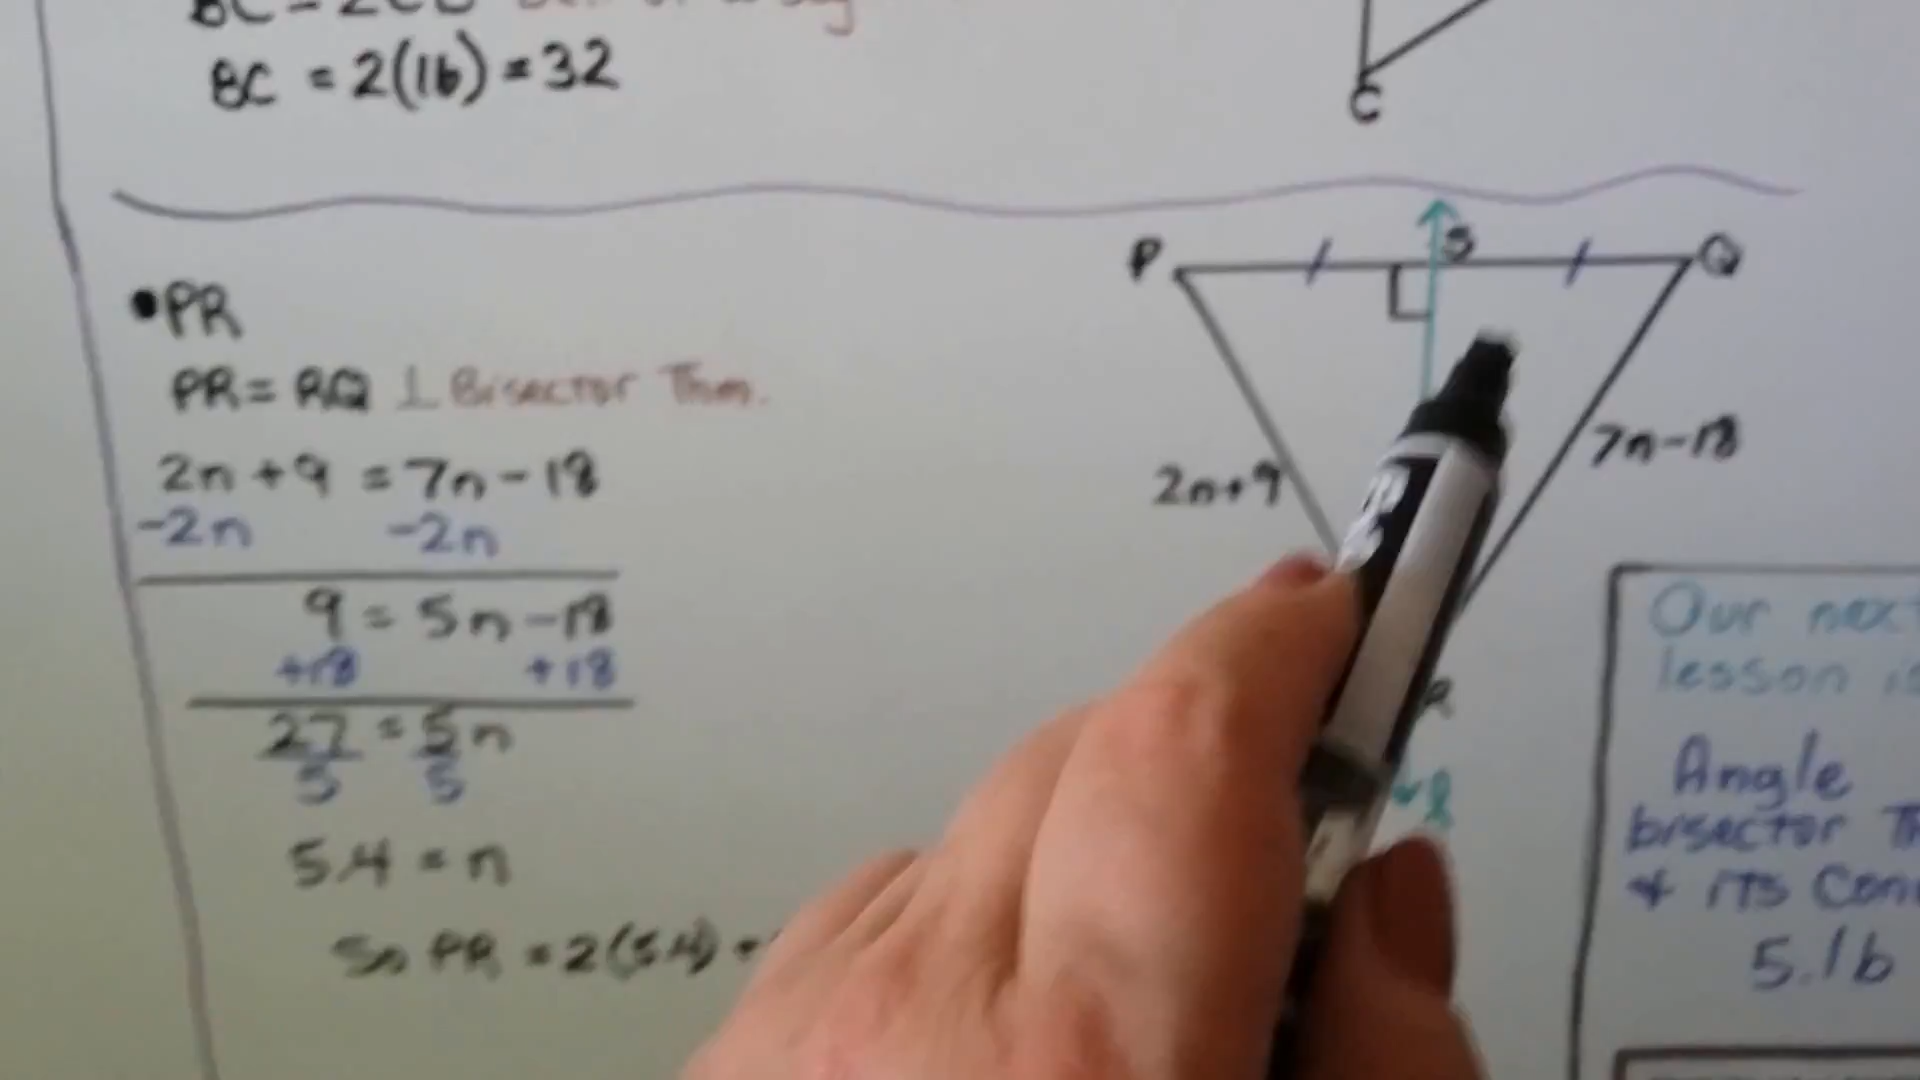 BC = 2(16) = 32
C
• PR
PR = RQ ⊥ Bisector Thm.
2n + 9 = 7n - 18
-2n -2n
9 = 5n - 18
+18 +18
27 = 5n
5 5
5.4 = n
So PR = 2(5.4) +
P S Q
2n+9 7n-18
R
l
Our next
lesson is
Angle
bisector
& its
5.1b